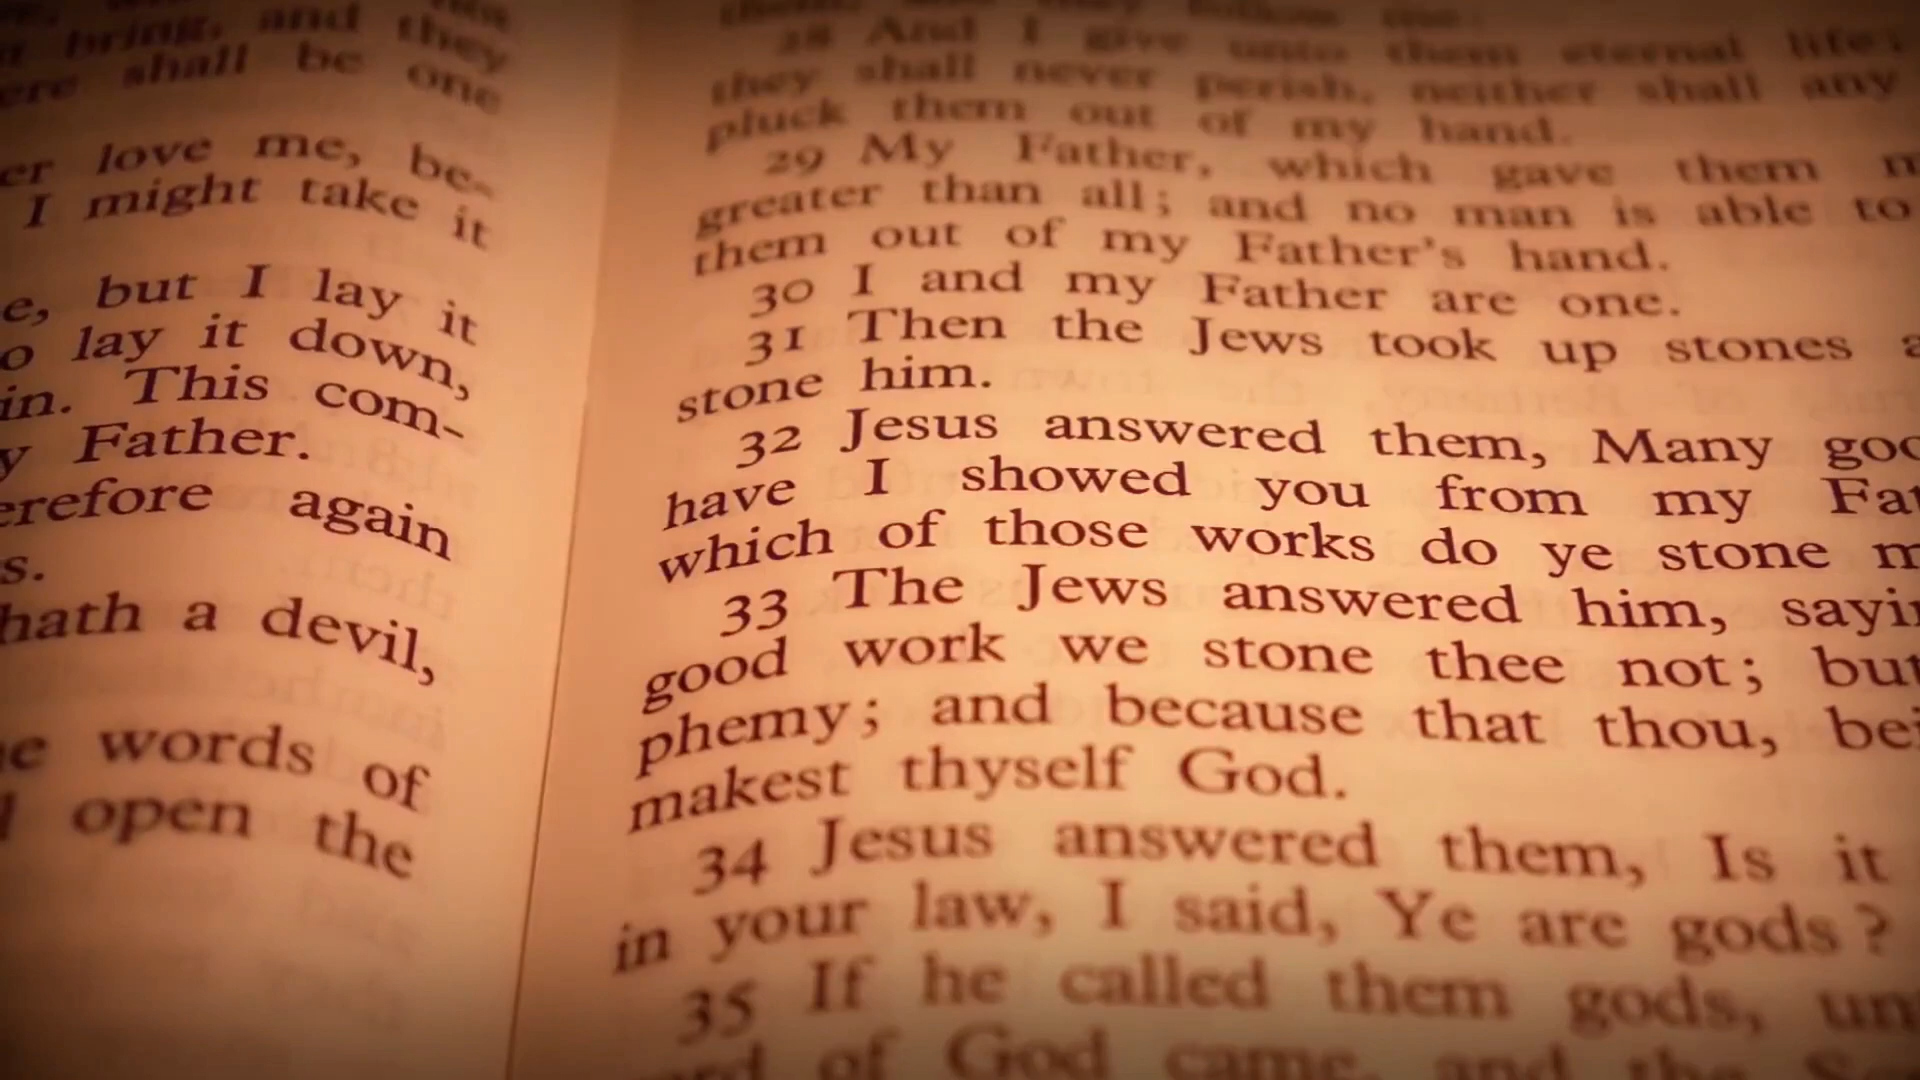 bring, and they
shall be one
love me, be-
I might take it
but I lay it
lay it down,
This com-
Father.
again
hath a devil,
words of
open the
28 And I give unto them eternal life;
they shall never perish, neither shall any
pluck them out of my hand.
29 My Father, which gave them
greater than all; and no man is able to
them out of my Father's hand.
30 I and my Father are one.
31 Then the Jews took up stones
stone him.
32 Jesus answered them, Many
have I showed you from my
which of those works do ye stone
33 The Jews answered him,
good work we stone thee not; but
phemy; and because that thou,
makest thyself God.
34 Jesus answered them, Is it
in your law, I said, Ye are gods?
35 If he called them gods,
of God came, and the